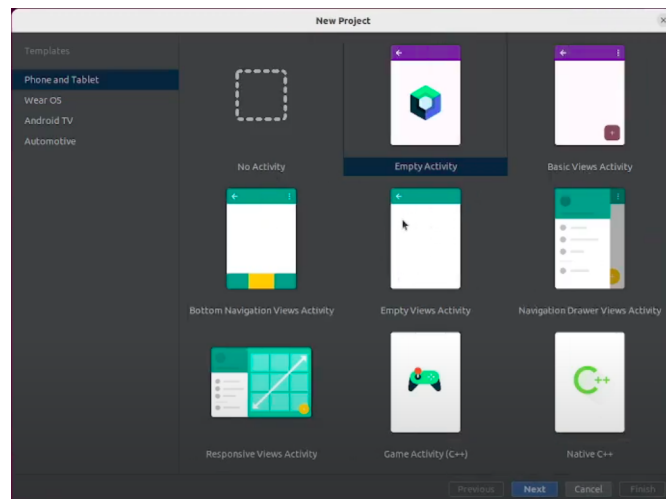 New Project
Templates
Phone and Tablet
Wear OS
Android TV
Automotive
No Activity
Empty Activity
Basic Views Activity
Bottom Navigation Views Activity
Empty Views Activity
Navigation Drawer Views Activity
Responsive Views Activity
Game Activity (C++)
C++
Native C++
Previous
Next
Cancel
Finish